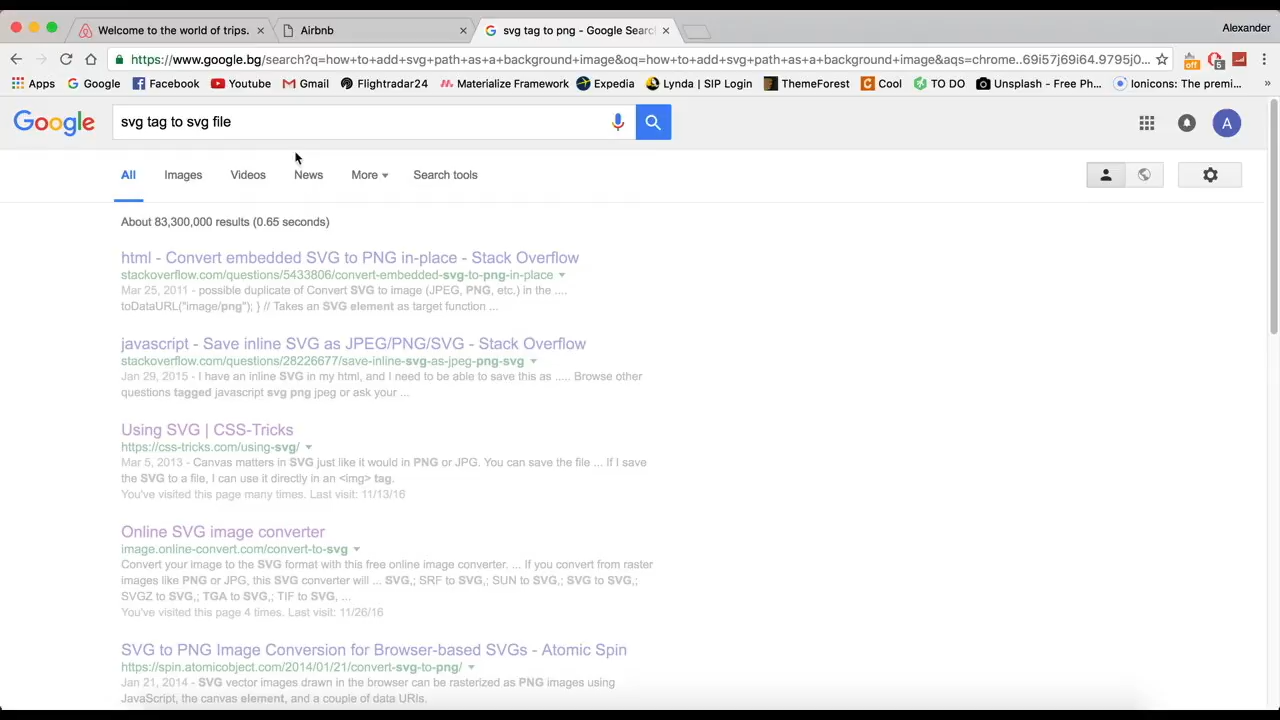 Welcome to the world of trips.
Airbnb
svg tag to png - Google Search
Alexander
https://www.google.bg/search?q=how+to+add+svg+path+as+a+background+image&oq=how+to+add+svg+path+as+a+background+image&aqs=chrome..69i57j69i64.9795j0...
off
5
Apps
Google
Facebook
Youtube
Gmail
Flightradar24
Materialize Framework
Expedia
Lynda | SIP Login
ThemeForest
Cool
TO DO
Unsplash - Free Ph...
Ionicons: The premi...
»
Google
svg tag to svg file
A
All
Images
Videos
News
More
Search tools
About 83,300,000 results (0.65 seconds)
html - Convert embedded SVG to PNG in-place - Stack Overflow
stackoverflow.com/questions/5433806/convert-embedded-svg-to-png-in-place
Mar 25, 2011 - possible duplicate of Convert SVG to image (JPEG, PNG, etc.) in the ....
toDataURL("image/png"); } // Takes an SVG element as target function ...
javascript - Save inline SVG as JPEG/PNG/SVG - Stack Overflow
stackoverflow.com/questions/28226677/save-inline-svg-as-jpeg-png-svg
Jan 29, 2015 - I have an inline SVG in my html, and I need to be able to save this as ..... Browse other
questions tagged javascript svg png jpeg or ask your ...
Using SVG | CSS-Tricks
https://css-tricks.com/using-svg/
Mar 5, 2013 - Canvas matters in SVG just like it would in PNG or JPG. You can save the file ... If I save
the SVG to a file, I can use it directly in an <img> tag.
You've visited this page many times. Last visit: 11/13/16
Online SVG image converter
image.online-convert.com/convert-to-svg
Convert your image to the SVG format with this free online image converter. ... If you convert from raster
images like PNG or JPG, this SVG converter will ... SVG,; SRF to SVG,; SUN to SVG,; SVG to SVG,;
SVGZ to SVG,; TGA to SVG,; TIF to SVG, ...
You've visited this page 4 times. Last visit: 11/26/16
SVG to PNG Image Conversion for Browser-based SVGs - Atomic Spin
https://spin.atomicobject.com/2014/01/21/convert-svg-to-png/
Jan 21, 2014 - SVG vector images drawn in the browser can be rasterized as PNG images using
JavaScript, the canvas element, and a couple of data URIs.